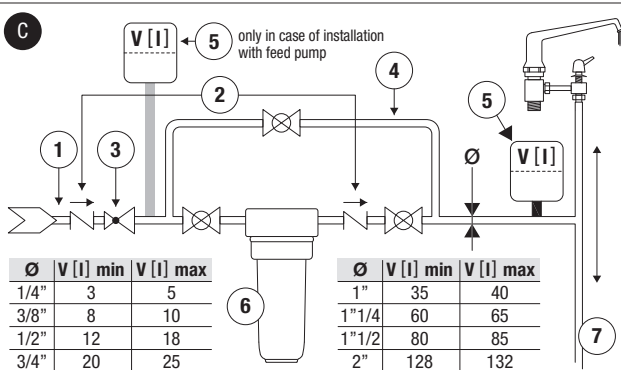 C
V [l]
5
only in case of installation
with feed pump
4
2
5
1
3
Ø
V [l]
Ø V [l] min V [l] max
1/4” 3 5
3/8” 8 10
1/2” 12 18
3/4” 20 25
6
Ø V [l] min V [l] max
1” 35 40
1”1/4 60 65
1”1/2 80 85
2” 128 132
7